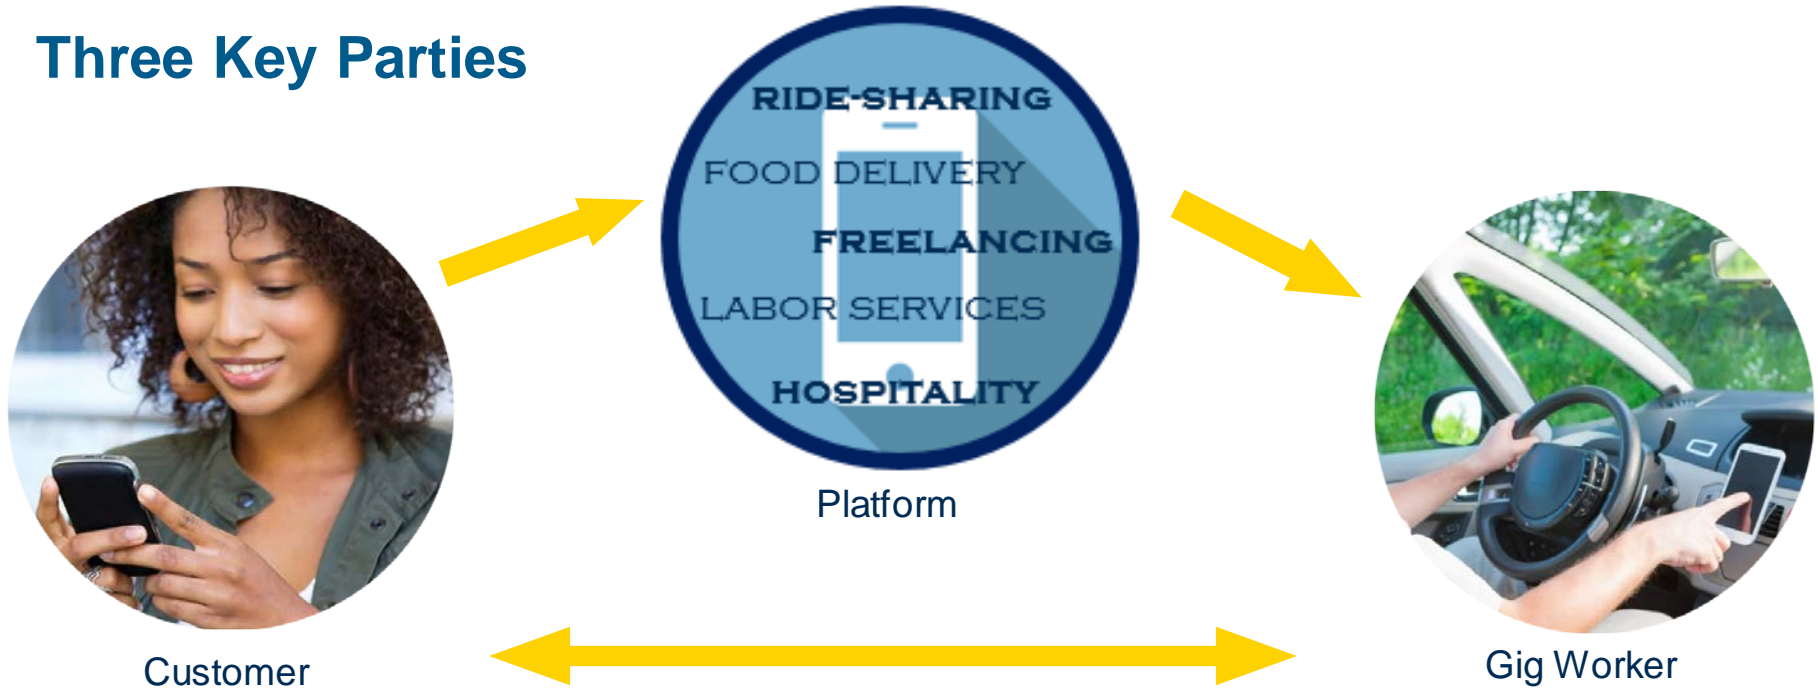 Three Key Parties
RIDE-SHARING
FOOD DELIVERY
FREELANCING
LABOR SERVICES
HOSPITALITY
Platform
Customer
Gig Worker